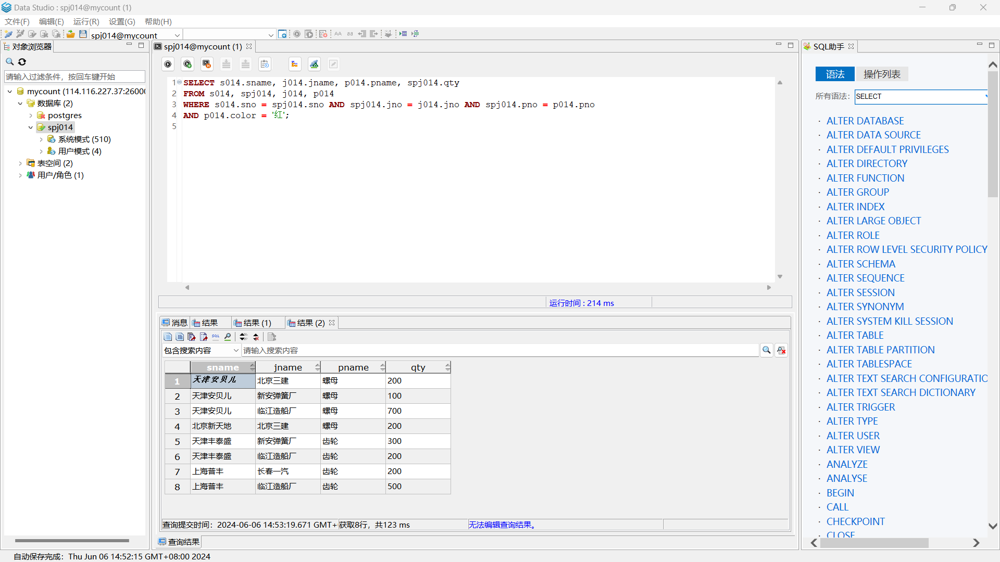 Data Studio : spj014@mycount (1)
文件(F) 编辑(E) 运行(R) 设置(G) 帮助(H)
spj014@mycount
对象浏览器
请输入过滤条件，按回车键开始
mycount (114.116.227.37:2600
数据库 (2)
postgres
spj014
系统模式 (510)
用户模式 (4)
表空间 (2)
用户/角色 (1)
spj014@mycount (1)
1 SELECT s014.sname, j014.jname, p014.pname, spj014.qty
2 FROM s014, spj014, j014, p014
3 WHERE s014.sno = spj014.sno AND spj014.jno = j014.jno AND spj014.pno = p014.pno
4 AND p014.color = '红';
5
运行时间 : 214 ms
消息 结果 结果 (1) 结果 (2)
SQL
包含搜索内容 请输入搜索内容
sname jname pname qty
1 天津安贝儿 北京三建 螺母 200
2 天津安贝儿 新安弹簧厂 螺母 100
3 天津安贝儿 临江造船厂 螺母 700
4 北京新天地 北京三建 螺母 200
5 天津丰泰盛 新安弹簧厂 齿轮 300
6 天津丰泰盛 临江造船厂 齿轮 200
7 上海普丰 长春一汽 齿轮 200
8 上海普丰 临江造船厂 齿轮 500
查询提交时间： 2024-06-06 14:53:19.671 GMT+ 获取8行，共123 ms 无法编辑查询结果。
查询结果
SQL助手
语法 操作列表
所有语法: SELECT
· ALTER DATABASE
· ALTER DATA SOURCE
· ALTER DEFAULT PRIVILEGES
· ALTER DIRECTORY
· ALTER FUNCTION
· ALTER GROUP
· ALTER INDEX
· ALTER LARGE OBJECT
· ALTER ROLE
· ALTER ROW LEVEL SECURITY POLICY
· ALTER SCHEMA
· ALTER SEQUENCE
· ALTER SESSION
· ALTER SYNONYM
· ALTER SYSTEM KILL SESSION
· ALTER TABLE
· ALTER TABLE PARTITION
· ALTER TABLESPACE
· ALTER TEXT SEARCH CONFIGURATIO
· ALTER TEXT SEARCH DICTIONARY
· ALTER TRIGGER
· ALTER TYPE
· ALTER USER
· ALTER VIEW
· ANALYZE
· ANALYSE
· BEGIN
· CALL
· CHECKPOINT
· CLOSE
自动保存完成：Thu Jun 06 14:52:15 GMT+08:00 2024